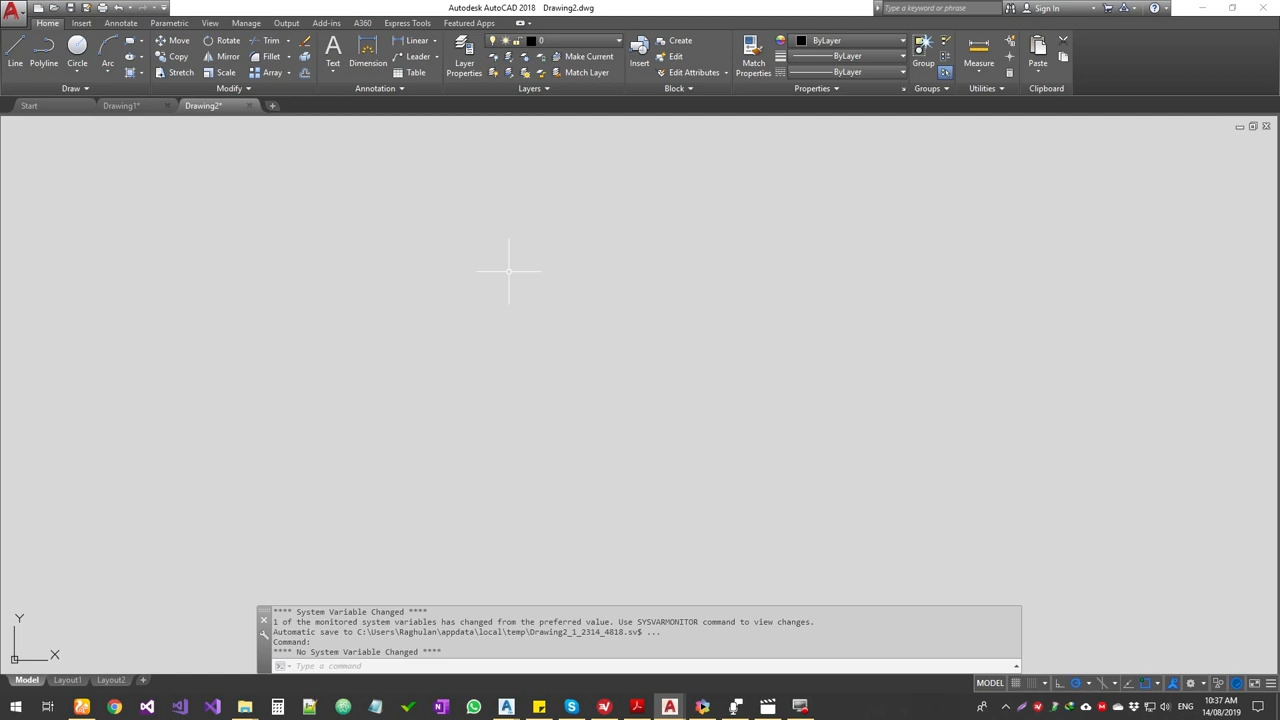 Autodesk AutoCAD 2018 Drawing2.dwg
Type a keyword or phrase
Sign In
Home Insert Annotate Parametric View Manage Output Add-ins A360 Express Tools Featured Apps
Line
Polyline
Circle
Arc
Move
Copy
Stretch
Rotate
Mirror
Scale
Trim
Fillet
Array
Text
Dimension
Linear
Leader
Table
Layer
Properties
0
Make Current
Match Layer
Insert
Create
Edit
Edit Attributes
Match
Properties
ByLayer
ByLayer
ByLayer
Group
Measure
Paste
Draw
Modify
Annotation
Layers
Block
Properties
Groups
Utilities
Clipboard
Start
Drawing1*
Drawing2*
Y
X
**** System Variable Changed ****
1 of the monitored system variables has changed from the preferred value. Use SYSVARMONITOR command to view changes.
Automatic save to C:\Users\Raghulan\appdata\local\temp\Drawing2_1_2314_4818.sv$ ...
Command:
**** No System Variable Changed ****
Type a command
Model
Layout1
Layout2
MODEL
ENG
10:37 AM
14/08/2019